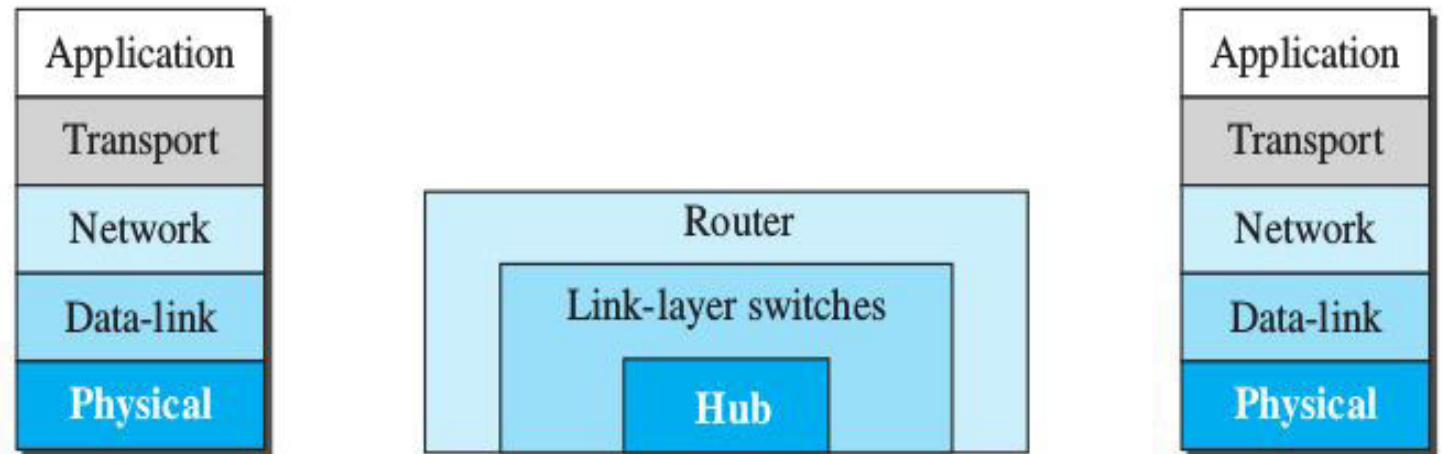 Application
Transport
Network
Data-link
Physical
Router
Link-layer switches
Hub
Application
Transport
Network
Data-link
Physical